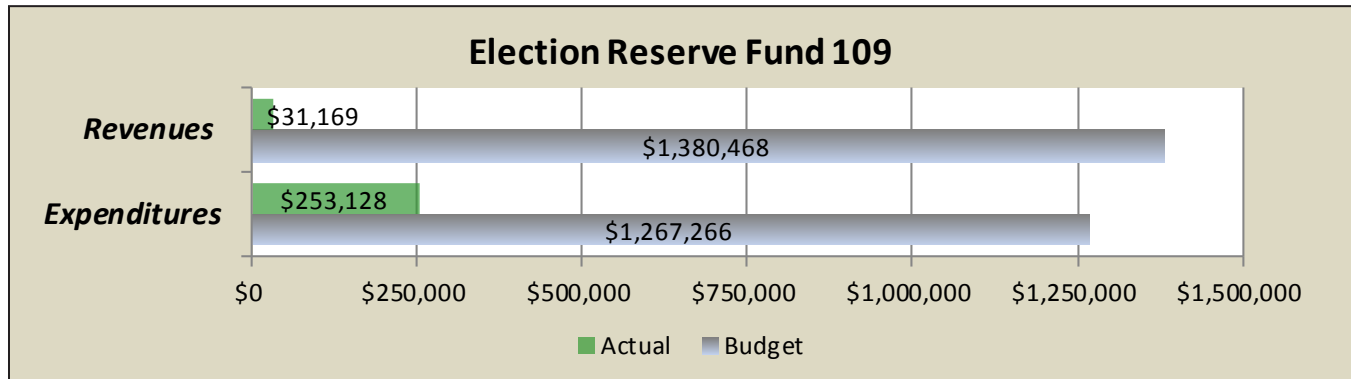 Election Reserve Fund 109
Revenues
$31,169
$1,380,468
Expenditures
$253,128
$1,267,266
$0 $250,000 $500,000 $750,000 $1,000,000 $1,250,000 $1,500,000
Actual Budget